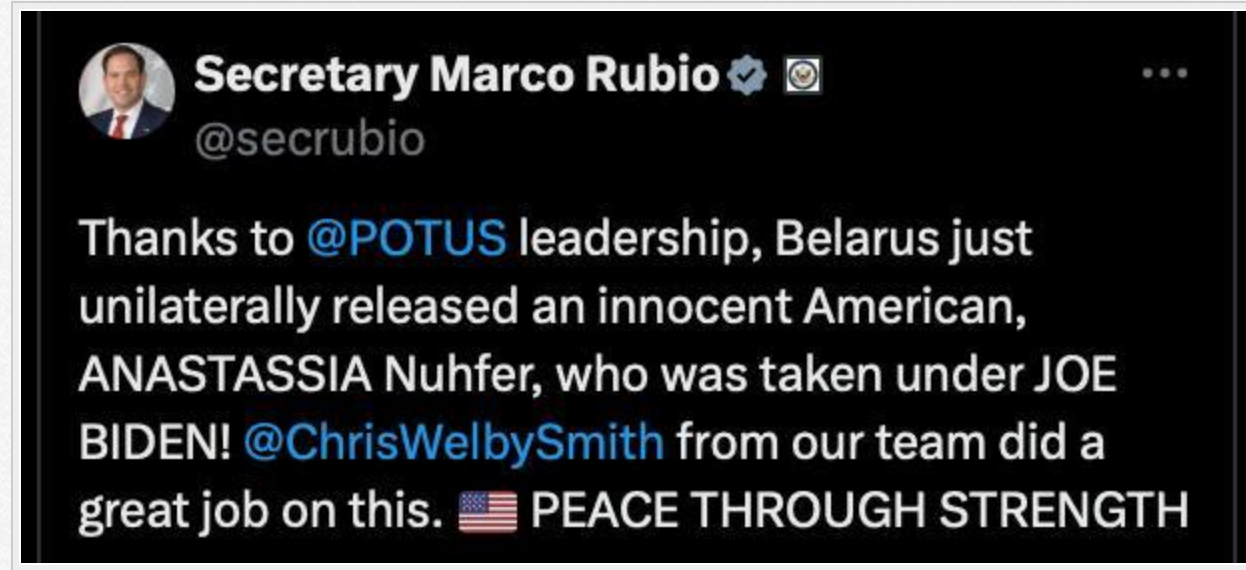 Secretary Marco Rubio
@secrubio
Thanks to @POTUS leadership, Belarus just
unilaterally released an innocent American,
ANASTASSIA Nuhfer, who was taken under JOE
BIDEN! @ChrisWelbySmith from our team did a
great job on this. 🇺🇸 PEACE THROUGH STRENGTH